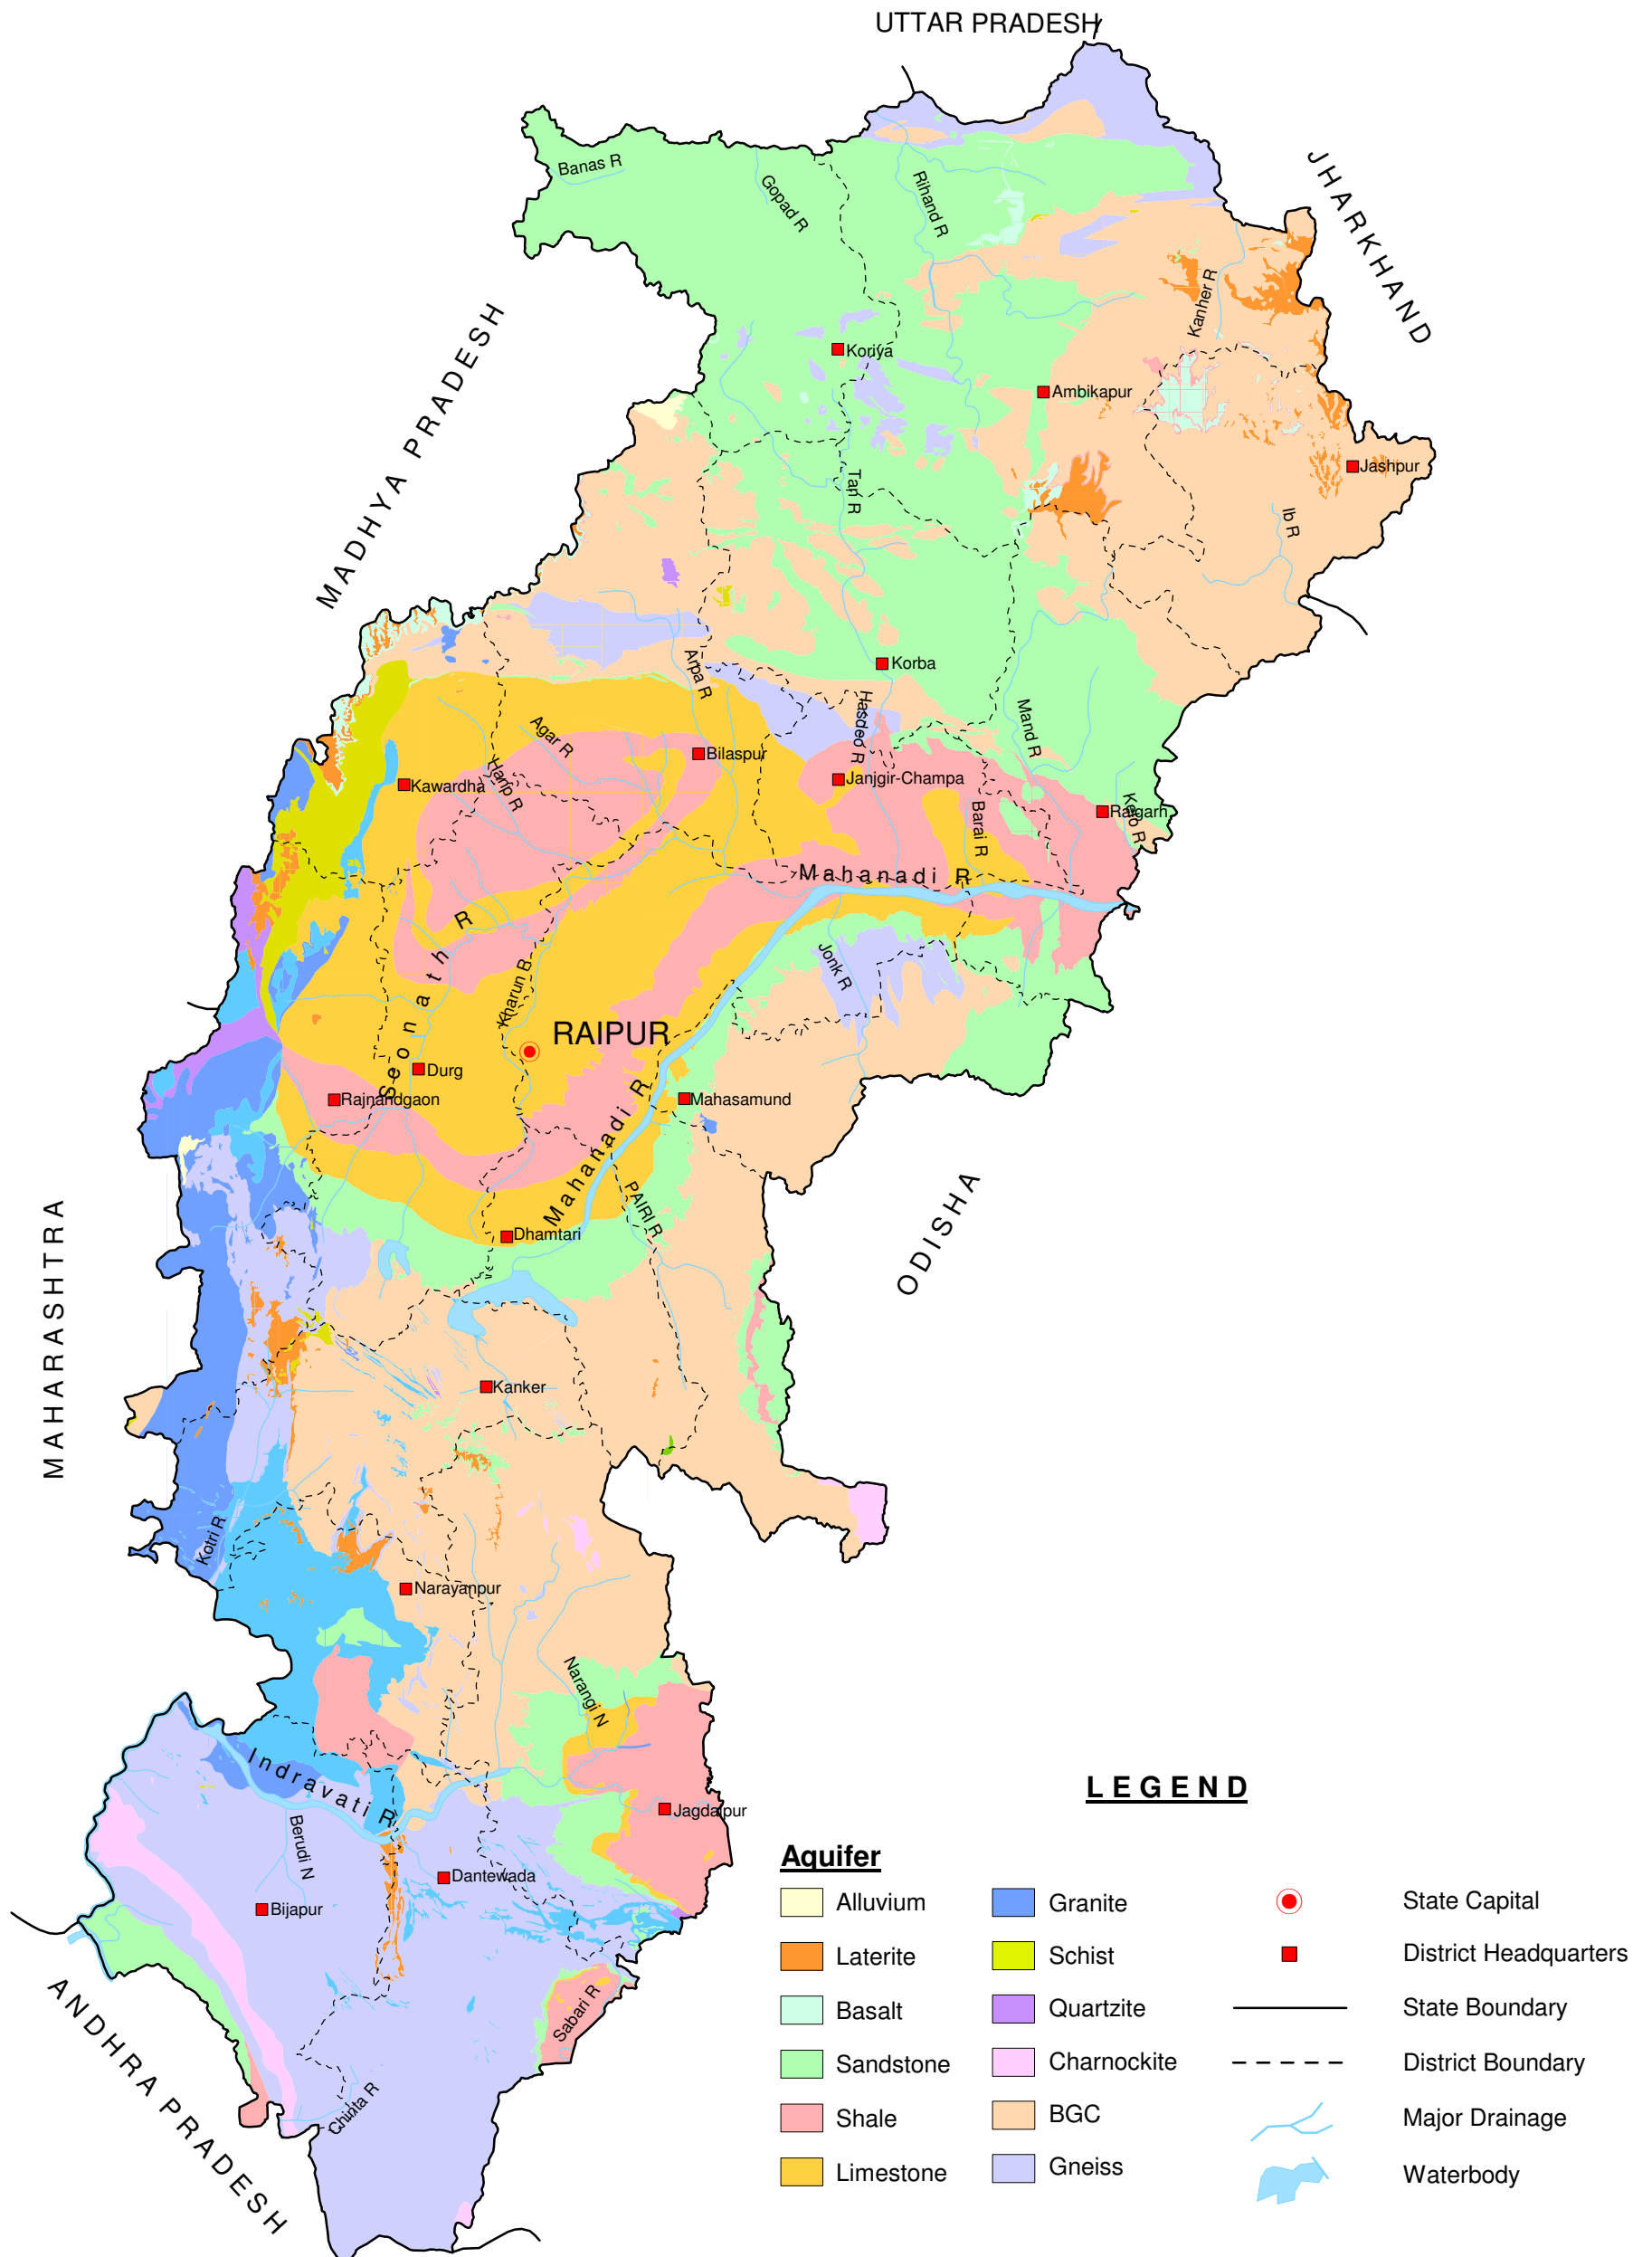 UTTAR PRADESH
JHARKHAND
Banas R
Gopad R
Rihand R
Kanher R
MADHYA PRADESH
Koriya
Ambikapur
Jashpur
Tan R
Ib R
Korba
Arpa R
Hasdeo R
Mand R
Agar R
Bilaspur
Hanp R
Kawardha
Janjgir-Champa
Barai R
Raigarh
Kelo R
Mahanadi R
Seonath R
Jonk R
Kharun R
RAIPUR
Durg
Rajnandgaon
Mahasamund
Mahanadi R
PAIRI R
Dhamtari
ODISHA
MAHARASHTRA
Kanker
Kotri R
Narayanpur
Narangi N
Indravati R
Berudi N
Jagdalpur
Dantewada
Bijapur
Sabari R
Chinta R
ANDHRA PRADESH
LEGEND
Aquifer
Alluvium
Laterite
Basalt
Sandstone
Shale
Limestone
Granite
Schist
Quartzite
Charnockite
BGC
Gneiss
State Capital
District Headquarters
State Boundary
District Boundary
Major Drainage
Waterbody